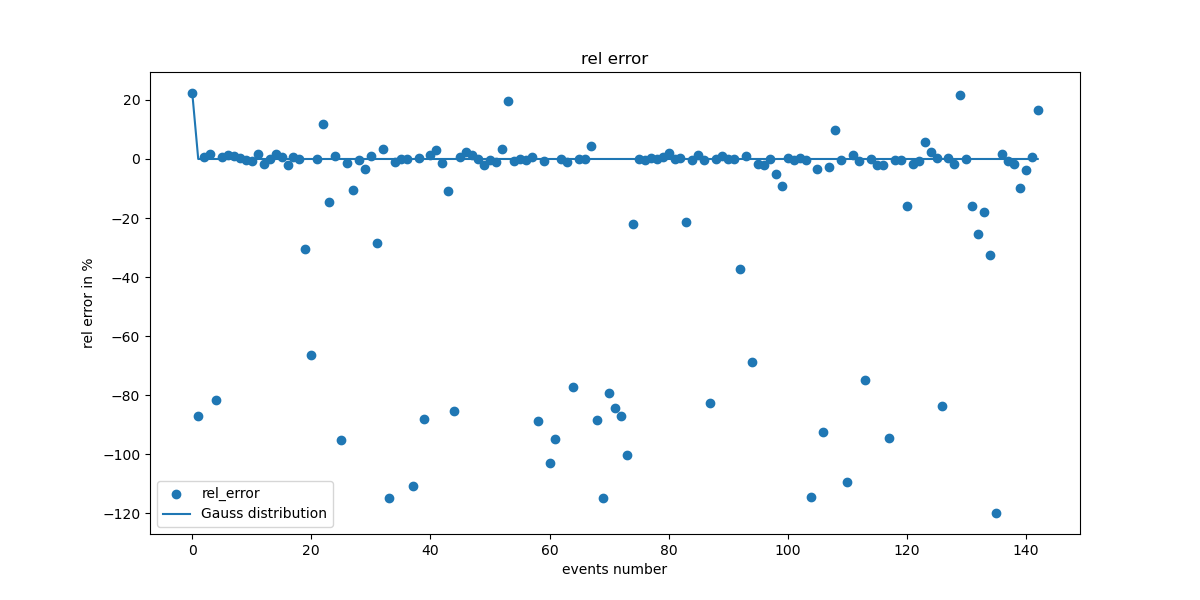 rel error
20
0
−20
−40
−60
−80
−100
−120
rel error in %
rel_error
Gauss distribution
0 20 40 60 80 100 120 140
events number